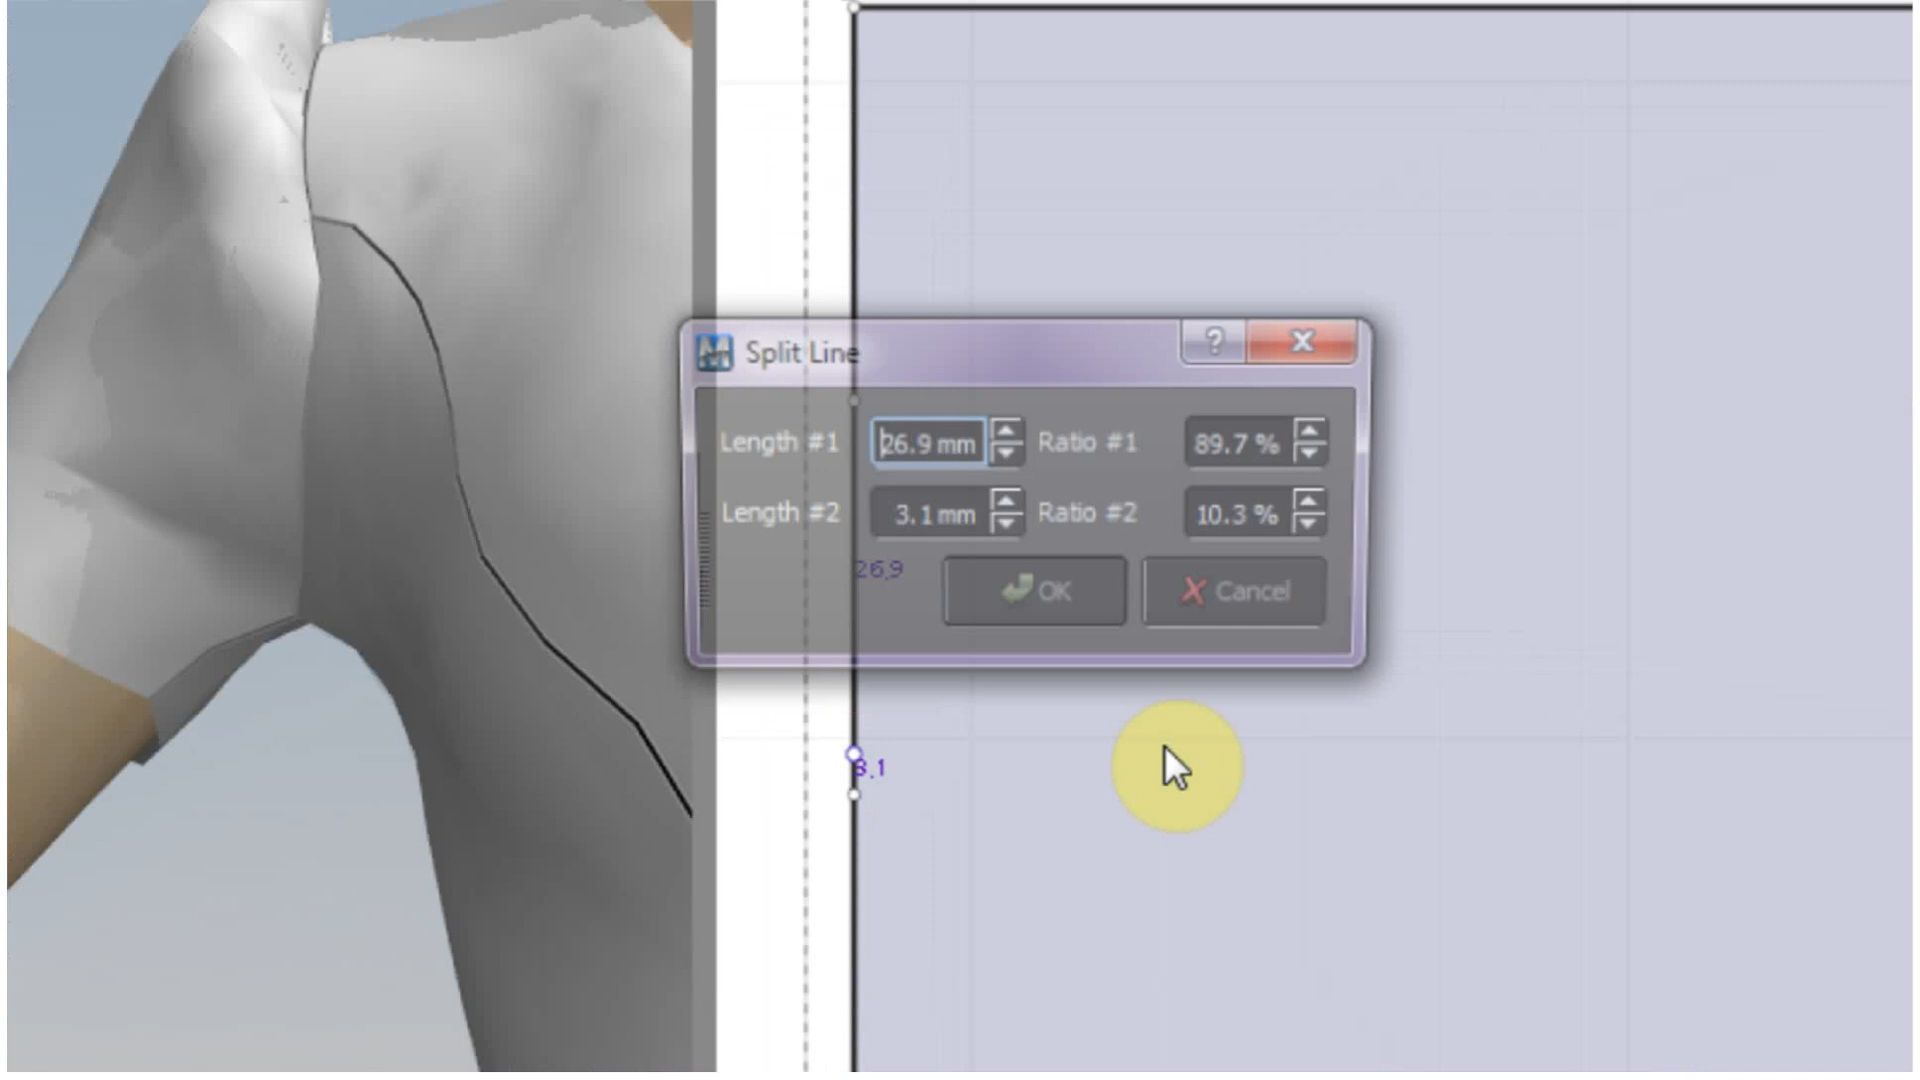 Split Line
?
Length #1 26.9 mm Ratio #1 89.7 %
Length #2 3.1 mm Ratio #2 10.3 %
26,9
OK Cancel
3,1